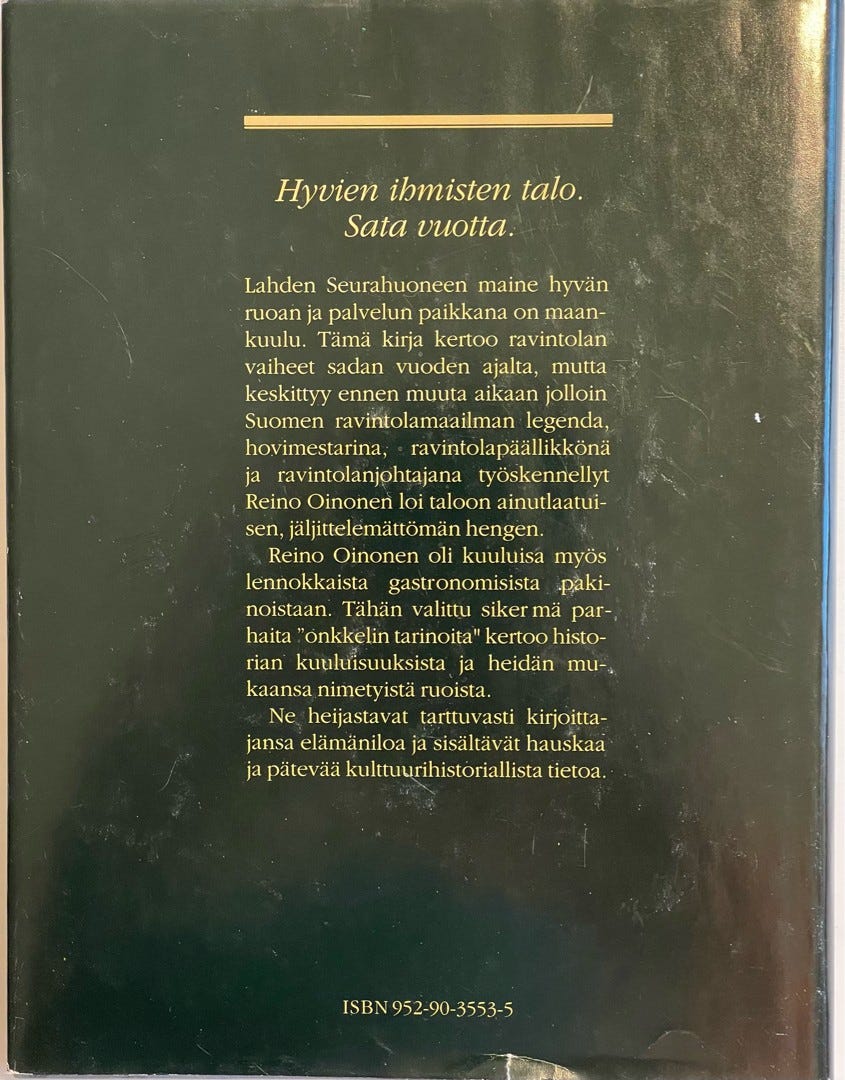 Hyvien ihmisten talo.
Sata vuotta.
Lahden Seurahuoneen maine hyvän
ruoan ja palvelun paikkana on maan-
kuulu. Tämä kirja kertoo ravintolan
vaiheet sadan vuoden ajalta, mutta
keskittyy ennen muuta aikaan jolloin
Suomen ravintolamaailman legenda,
hovimestarina, ravintolapäällikkönä
ja ravintolanjohtajana työskennellyt
Reino Oinonen loi taloon ainutlaatui-
sen, jäljittelemättömän hengen.
Reino Oinonen oli kuuluisa myös
lennokkaista gastronomisista paki-
noistaan. Tähän valittu siker mä par-
haita ”onkkelin tarinoita" kertoo histo-
rian kuuluisuuksista ja heidän mu-
kaansa nimetyistä ruoista.
Ne heijastavat tarttuvasti kirjoitta-
jansa elämäniloa ja sisältävät hauskaa
ja pätevää kulttuurihistoriallista tietoa.
ISBN 952-90-3553-5